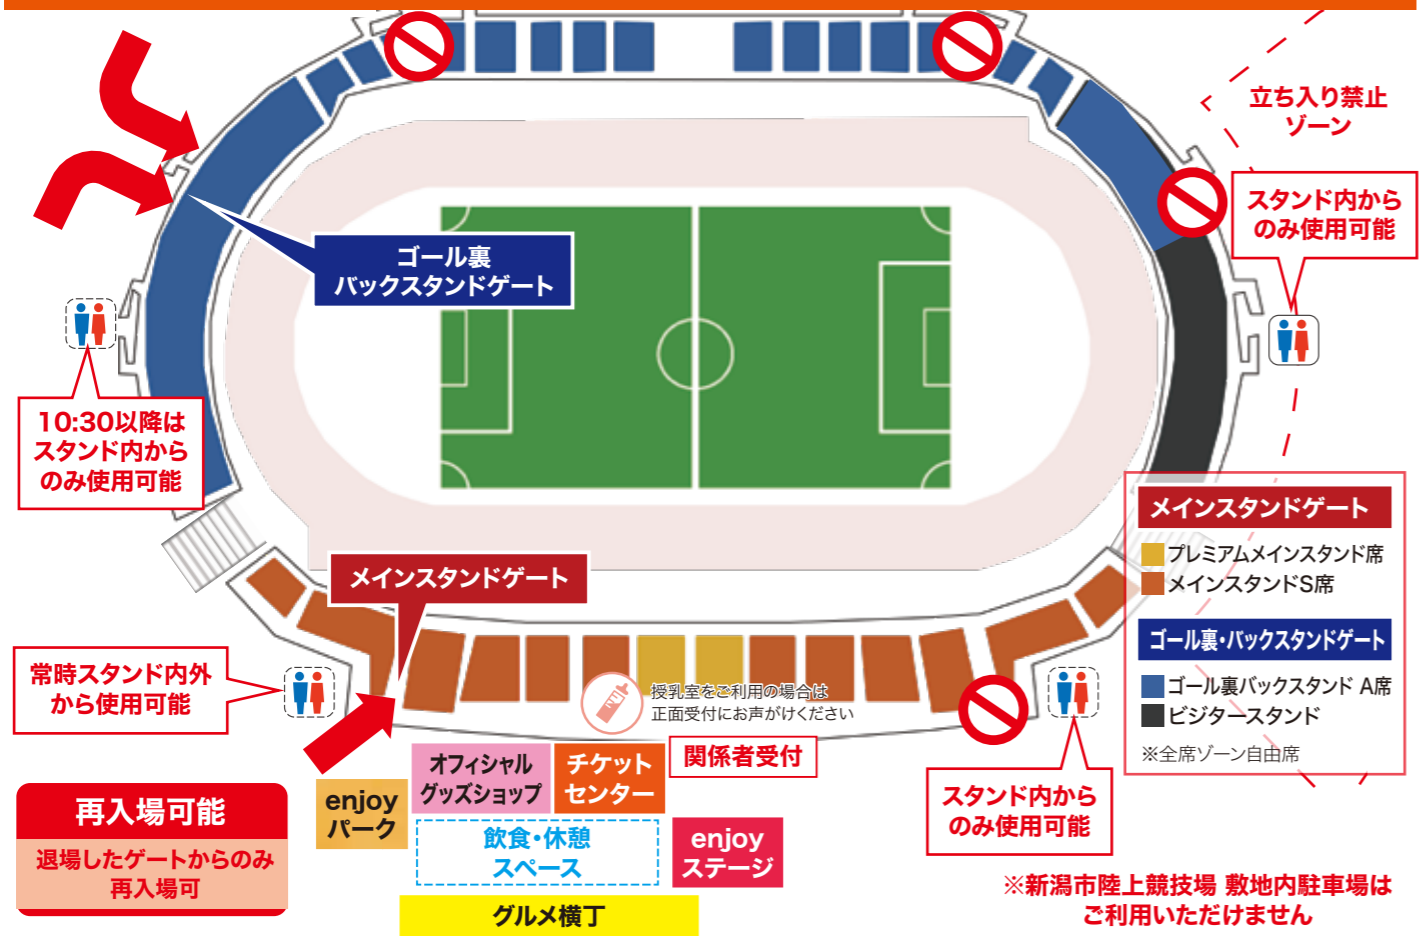 立ち入り禁止
ゾーン
スタンド内から
のみ使用可能
ゴール裏
バックスタンドゲート
10:30以降は
スタンド内から
のみ使用可能
メインスタンドゲート
プレミアムメインスタンド席
メインスタンドS席
ゴール裏・バックスタンドゲート
ゴール裏バックスタンド A席
ビジタースタンド
※全席ゾーン自由席
メインスタンドゲート
常時スタンド内外
から使用可能
授乳室をご利用の場合は
正面受付にお声がけください
関係者受付
オフィシャル
グッズショップ
チケット
センター
enjoy
パーク
飲食・休憩
スペース
enjoy
ステージ
グルメ横丁
スタンド内から
のみ使用可能
再入場可能
退場したゲートからのみ
再入場可
※新潟市陸上競技場 敷地内駐車場は
ご利用いただけません